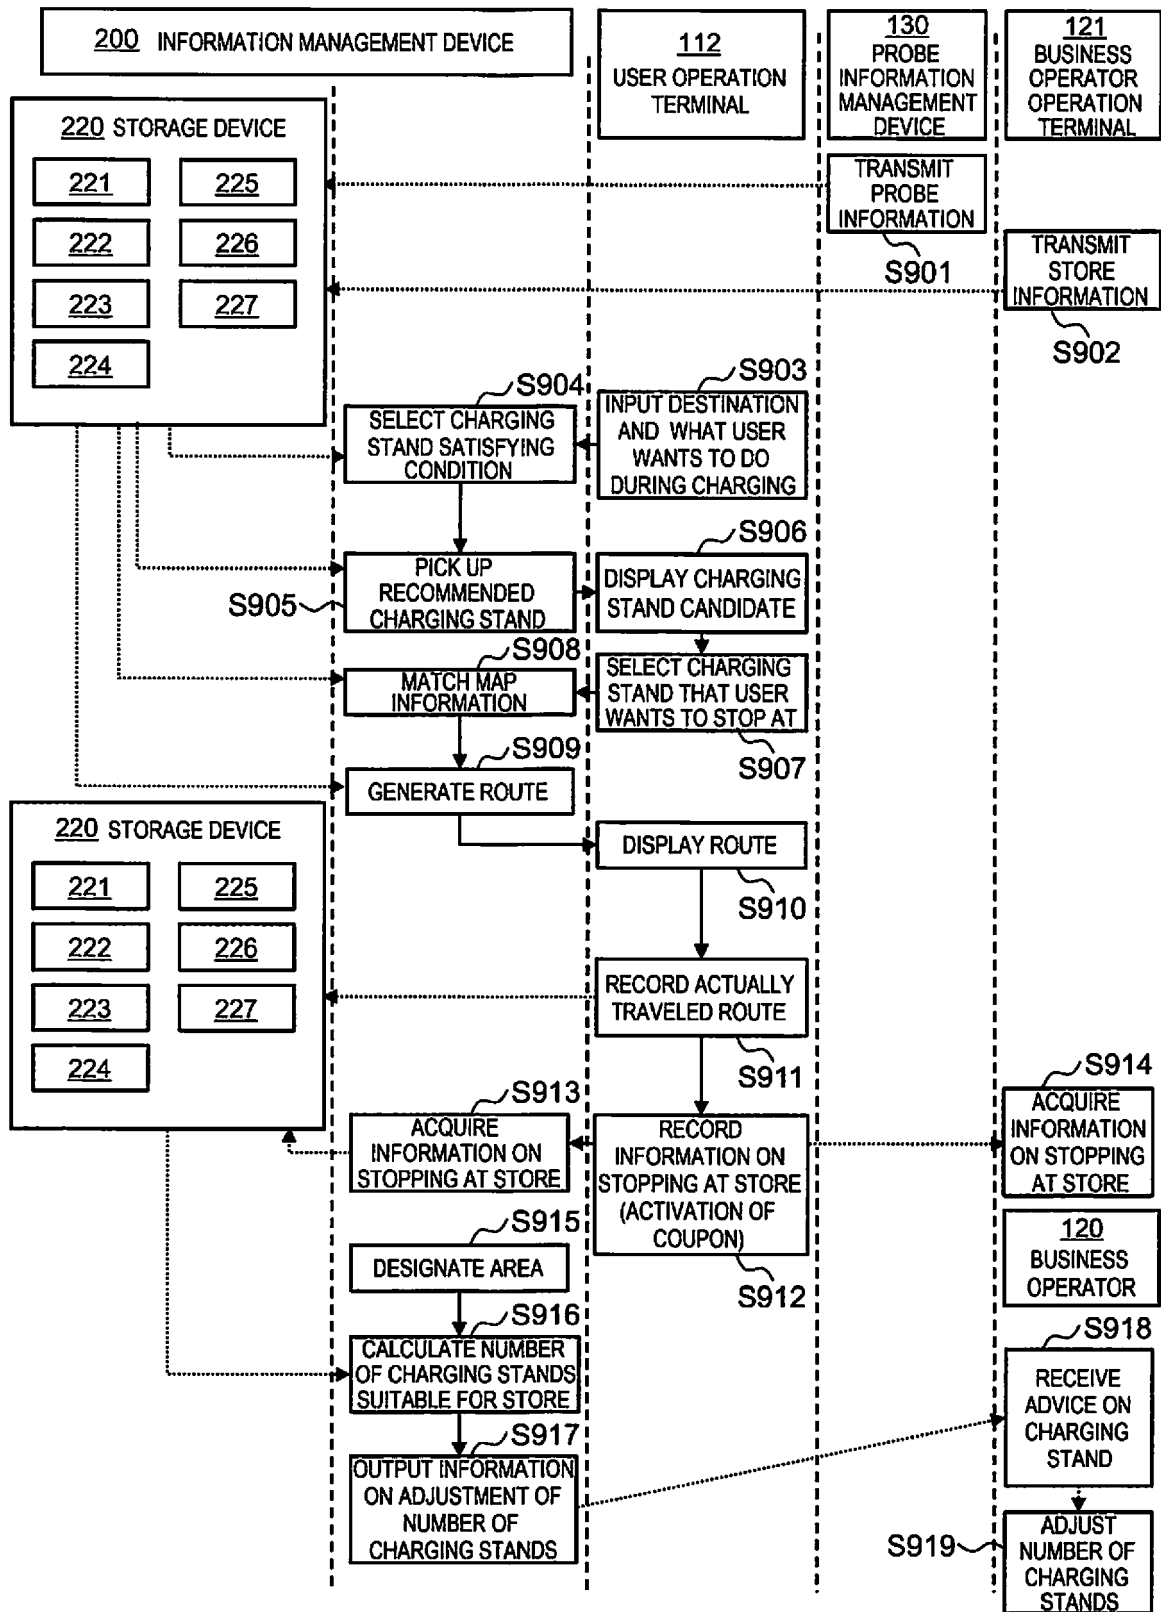 200 INFORMATION MANAGEMENT DEVICE
112
USER OPERATION
TERMINAL
130
PROBE
INFORMATION
MANAGEMENT
DEVICE
121
BUSINESS
OPERATOR
OPERATION
TERMINAL
220 STORAGE DEVICE
221
225
222
226
223
227
224
TRANSMIT
PROBE
INFORMATION
S901
TRANSMIT
STORE
INFORMATION
S902
S904
SELECT CHARGING
STAND SATISFYING
CONDITION
S903
INPUT DESTINATION
AND WHAT USER
WANTS TO DO
DURING CHARGING
S905
PICK UP
RECOMMENDED
CHARGING STAND
S906
DISPLAY CHARGING
STAND CANDIDATE
S908
MATCH MAP
INFORMATION
SELECT CHARGING
STAND THAT USER
WANTS TO STOP AT
S907
S909
GENERATE ROUTE
220 STORAGE DEVICE
221
225
222
226
223
227
224
DISPLAY ROUTE
S910
RECORD ACTUALLY
TRAVELED ROUTE
S911
S913
ACQUIRE
INFORMATION ON
STOPPING AT STORE
RECORD
INFORMATION ON
STOPPING AT STORE
(ACTIVATION OF
COUPON)
S912
S914
ACQUIRE
INFORMATION
ON STOPPING
AT STORE
S915
DESIGNATE AREA
120
BUSINESS
OPERATOR
S916
CALCULATE NUMBER
OF CHARGING STANDS
SUITABLE FOR STORE
S918
RECEIVE
ADVICE ON
CHARGING
STAND
S917
OUTPUT INFORMATION
ON ADJUSTMENT OF
NUMBER OF
CHARGING STANDS
S919
ADJUST
NUMBER OF
CHARGING
STANDS